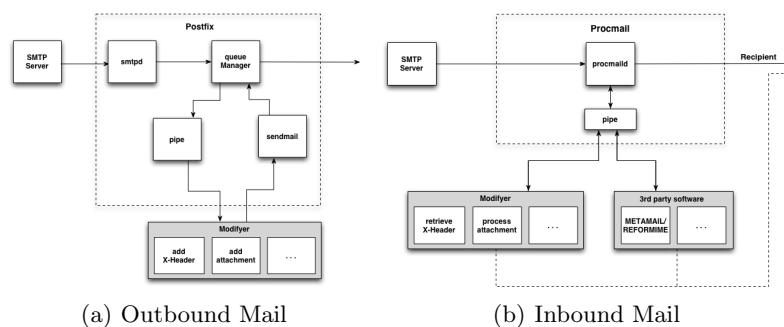 Postfix
SMTP
Server
smtpd
queue
Manager
pipe
sendmail
Modifyer
add
X-Header
add
attachment
...
(a) Outbound Mail
Procmail
SMTP
Server
procmaild
Recipient
pipe
Modifyer
retrieve
X-Header
process
attachment
...
3rd party software
METAMAIL/
REFORMIME
...
(b) Inbound Mail